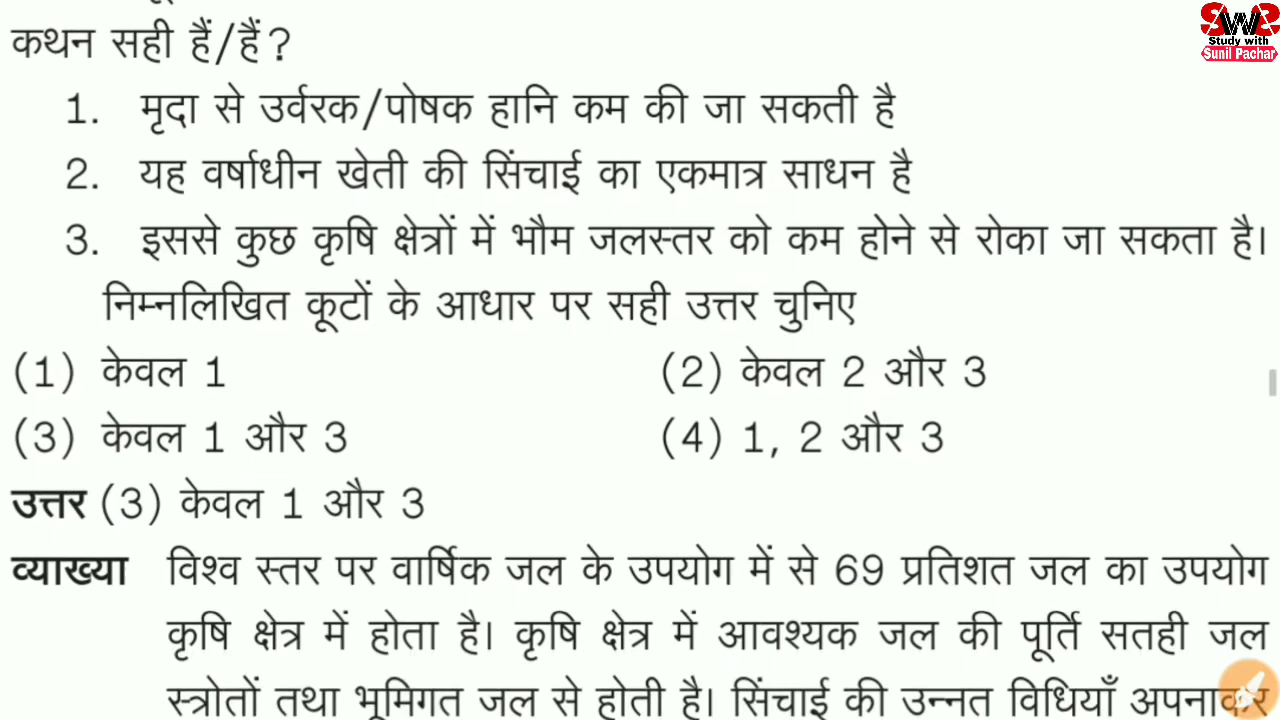 SWS
Study with
Sunil Pachar
कथन सही हैं/हैं?
1. मृदा से उर्वरक/पोषक हानि कम की जा सकती है
2. यह वर्षाधीन खेती की सिंचाई का एकमात्र साधन है
3. इससे कुछ कृषि क्षेत्रों में भौम जलस्तर को कम होने से रोका जा सकता है।
निम्नलिखित कूटों के आधार पर सही उत्तर चुनिए
(1) केवल 1 (2) केवल 2 और 3
(3) केवल 1 और 3 (4) 1, 2 और 3
उत्तर (3) केवल 1 और 3
व्याख्या विश्व स्तर पर वार्षिक जल के उपयोग में से 69 प्रतिशत जल का उपयोग
कृषि क्षेत्र में होता है। कृषि क्षेत्र में आवश्यक जल की पूर्ति सतही जल
स्त्रोतों तथा भूमिगत जल से होती है। सिंचाई की उन्नत विधियाँ अपनाकर